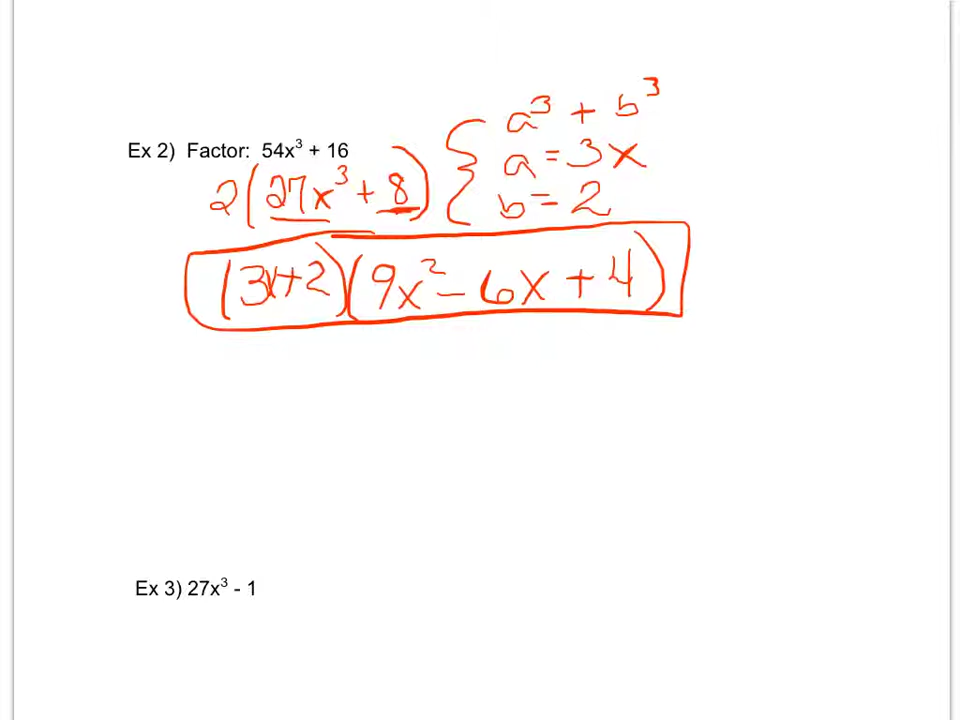 a³ + b³
Ex 2) Factor: 54x³ + 16
a = 3x
2(27x³ + 8)
b = 2
(3x+2)(9x² - 6x + 4)
Ex 3) 27x³ - 1